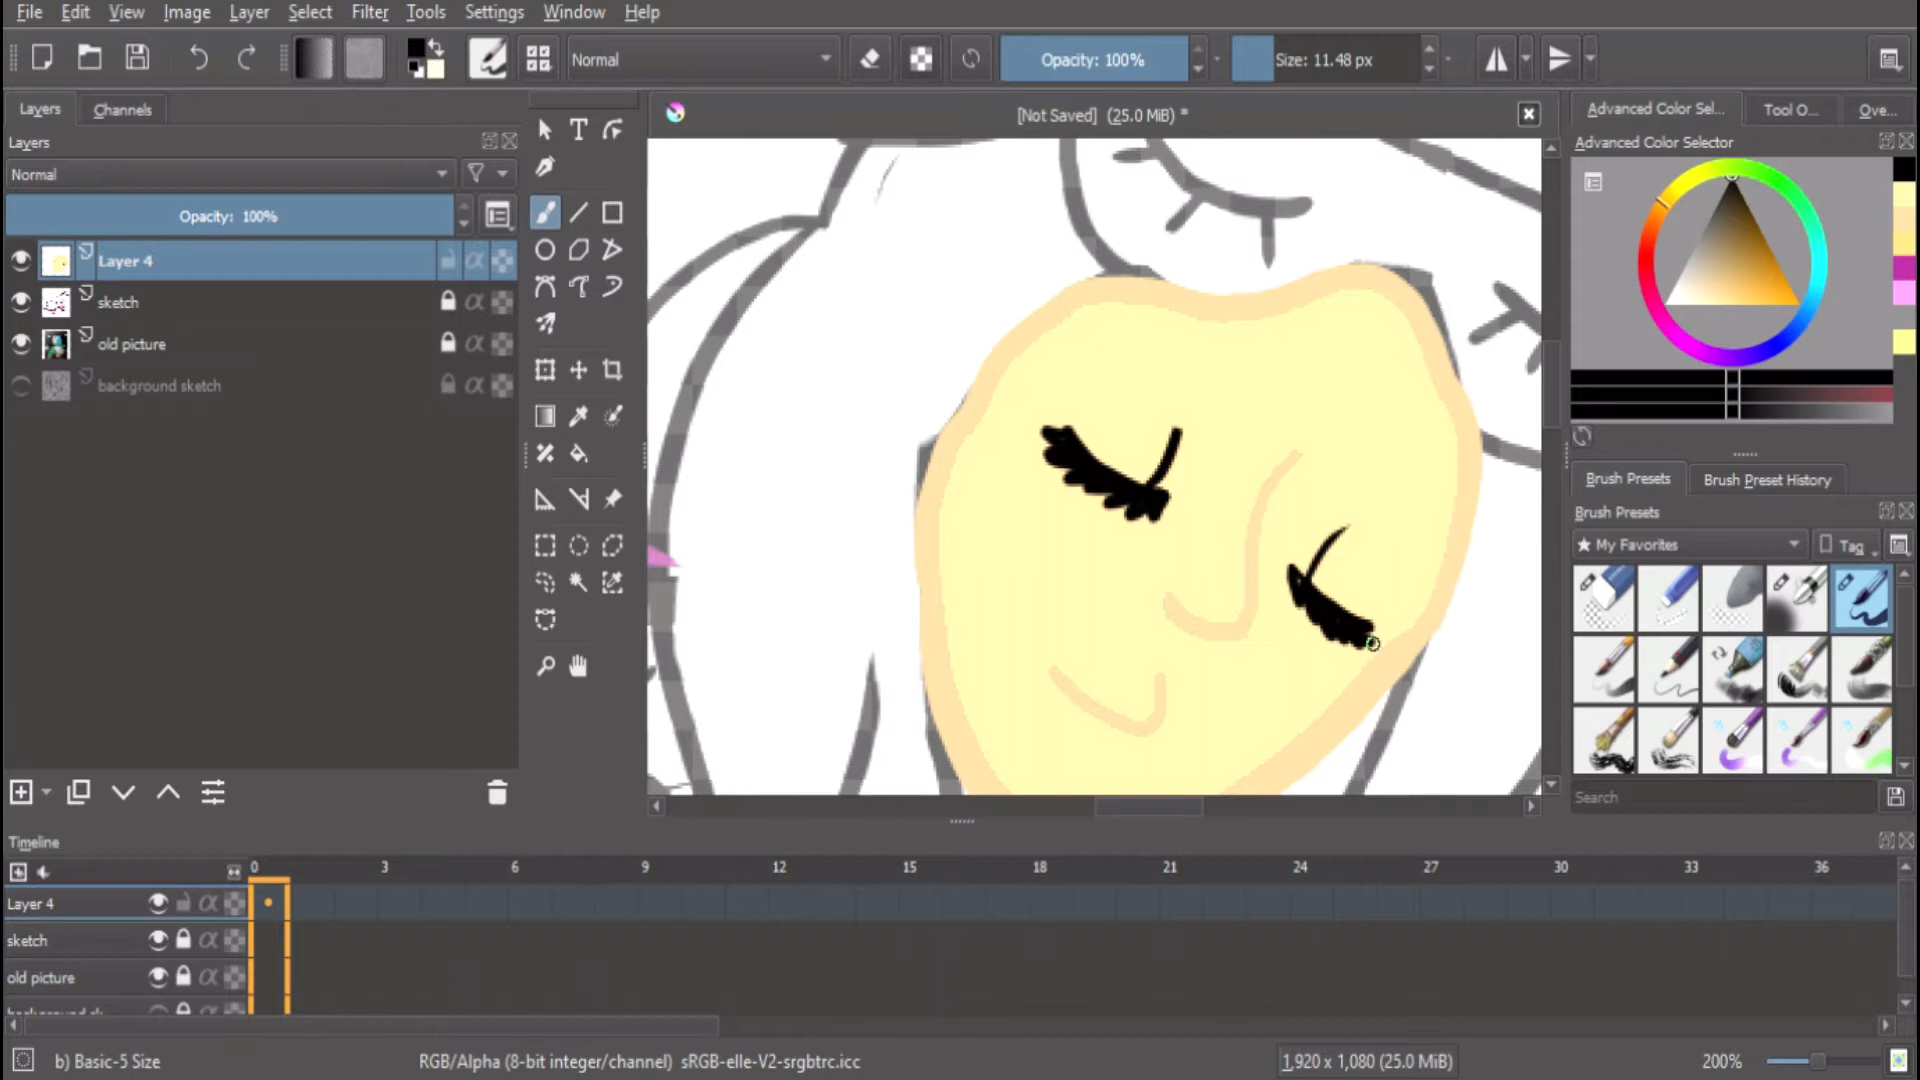 File Edit View Image Layer Select Filter Tools Settings Window Help
Normal Opacity: 100% Size: 11.48 px
Layers Channels
Layers
Normal
Opacity: 100%
Layer 4
sketch
old picture
background sketch
[Not Saved] (25.0 MiB) *
Advanced Color Sel... Tool O... Ove...
Advanced Color Selector
Brush Presets Brush Preset History
Brush Presets
★ My Favorites Tag
Search
Timeline
0 3 6 9 12 15 18 21 24 27 30 33 36
Layer 4
sketch
old picture
b) Basic-5 Size RGB/Alpha (8-bit integer/channel) sRGB-elle-V2-srgbtrc.icc 1,920 x 1,080 (25.0 MiB) 200%